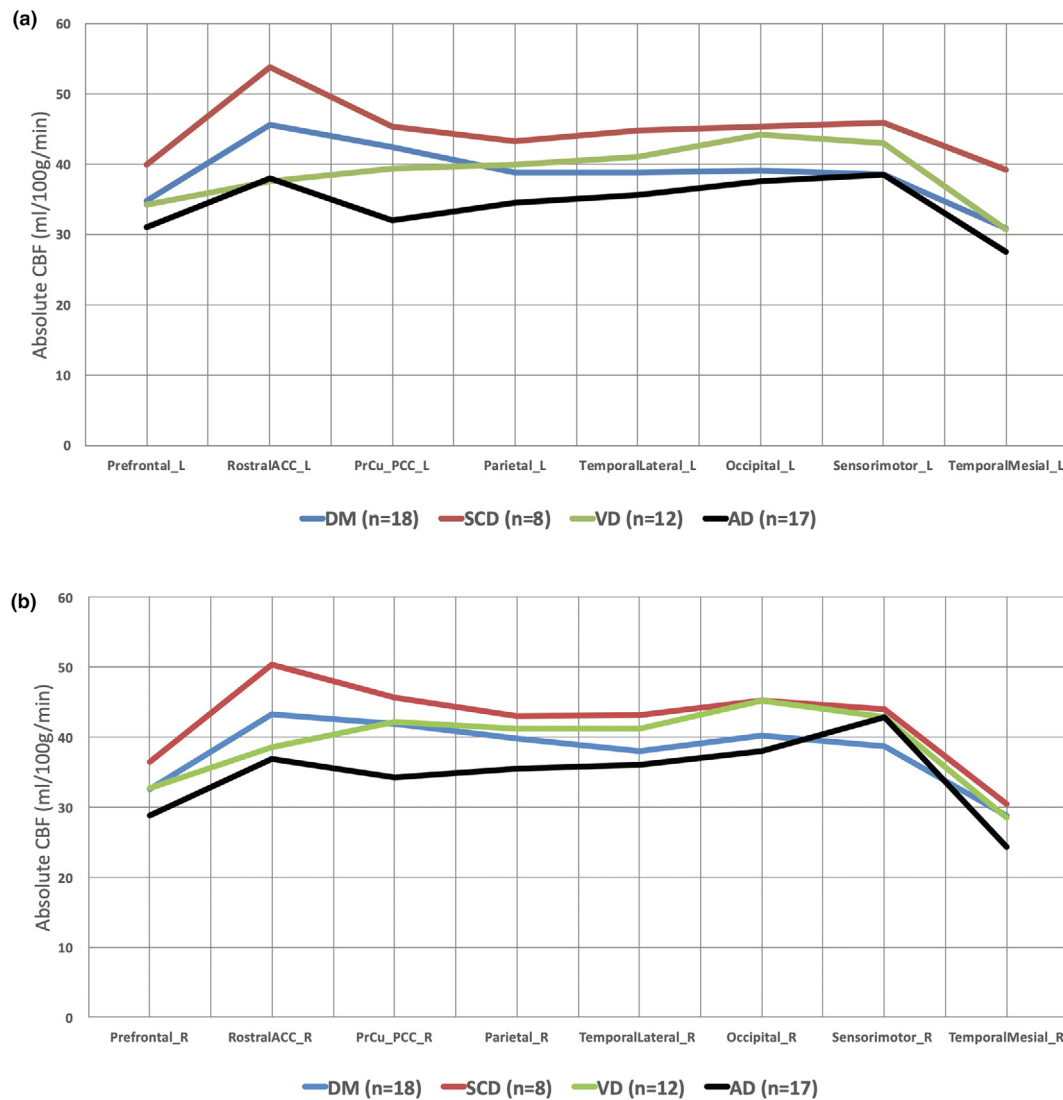 (a)
60
50
40
30
20
10
0
Absolute CBF (ml/100g/min)
Prefrontal_L RostralACC_L PrCu_PCC_L Parietal_L TemporalLateral_L Occipital_L Sensorimotor_L TemporalMesial_L
DM (n=18) SCD (n=8) VD (n=12) AD (n=17)
(b)
60
50
40
30
20
10
0
Absolute CBF (ml/100g/min)
Prefrontal_R RostralACC_R PrCu_PCC_R Parietal_R TemporalLateral_R Occipital_R Sensorimotor_R TemporalMesial_R
DM (n=18) SCD (n=8) VD (n=12) AD (n=17)